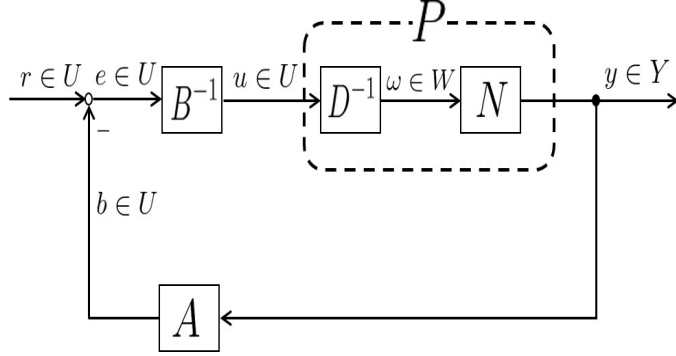 P
r ∈ U e ∈ U B⁻¹ u ∈ U D⁻¹ ω ∈ W N y ∈ Y
−
b ∈ U
A